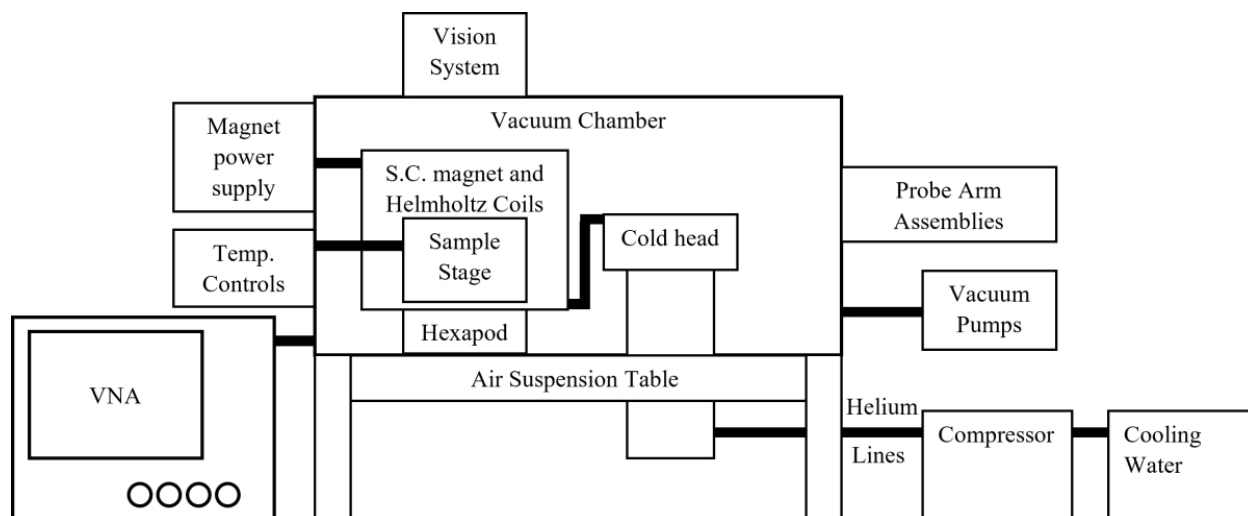 Vision
System
Vacuum Chamber
Magnet
power
supply
S.C. magnet and
Helmholtz Coils
Probe Arm
Assemblies
Temp.
Controls
Sample
Stage
Cold head
Vacuum
Pumps
Hexapod
VNA
Air Suspension Table
Helium
Lines
Compressor
Cooling
Water